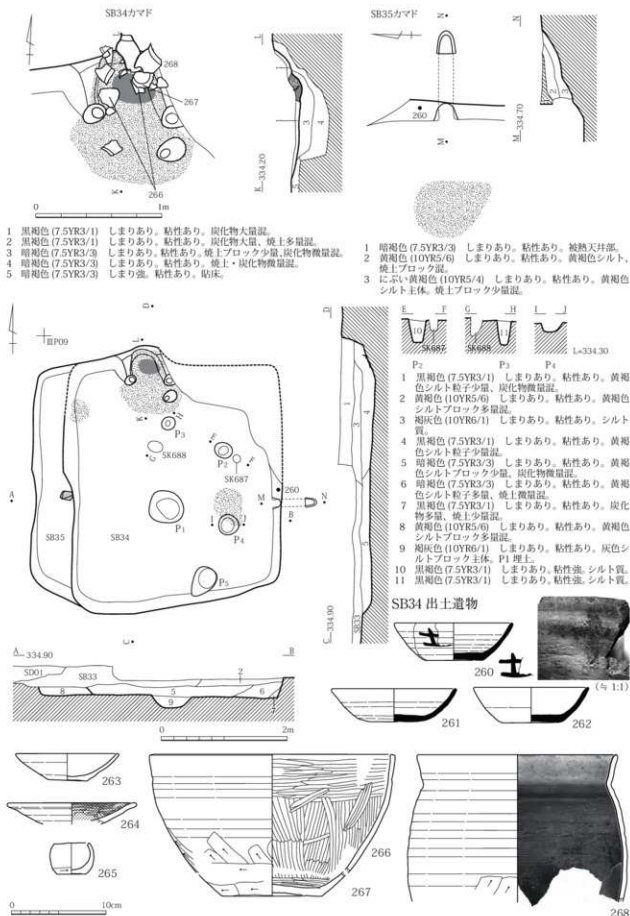 SB34カマド
L
268
267
266
K
334.20
K
L
3
4
5
0
1m
1 黒褐色 (7.5YR3/1) しまりあり。粘性あり。炭化物大量混。
2 黒褐色 (7.5YR3/1) しまりあり。粘性あり。炭化物大量、焼土多量混。
3 暗褐色 (7.5YR3/3) しまりあり。粘性あり。焼土ブロック少量、炭化物微量混。
4 暗褐色 (7.5YR3/3) しまりあり。粘性あり。焼土・炭化物微量混。
5 暗褐色 (7.5YR3/3) しまり強。粘性あり。貼床。
SB35カマド
N
260
M
N
M
334.70
2
3
1 暗褐色 (7.5YR3/3) しまりあり。粘性あり。被熱天井部。
2 黄褐色 (10YR5/6) しまりあり。粘性あり。黄褐色シルト、
焼土ブロック混。
3 にぶい黄褐色 (10YR5/4) しまりあり。粘性あり。黄褐色
シルト主体。焼土ブロック少量混。
ⅢP09
D
L
K
H
P3
G
SK688
P2
SK687
M
260
N
A
SB35
SB34
P1
P4
B
P5
C
D
1
3
4
5
SB33
C
334.90
E
F
G
H
I
J
10
11
SK687
SK688
L=334.30
P2
P3
P4
1 黒褐色 (7.5YR3/1) しまりあり。粘性あり。黄褐
色シルト粒子少量、炭化物微量混。
2 黄褐色 (10YR5/6) しまりあり。粘性あり。黄褐色
シルトブロック多量混。
3 褐灰色 (10YR6/1) しまりあり。粘性あり。シルト
質。
4 黒褐色 (7.5YR3/1) しまりあり。粘性あり。黄褐
色シルト粒子少量混。
5 暗褐色 (7.5YR3/3) しまりあり。粘性あり。黄褐
色シルトブロック少量、炭化物微量混。
6 暗褐色 (7.5YR3/3) しまりあり。粘性あり。黄褐
色シルト粒子多量、焼土微量混。
7 黒褐色 (7.5YR3/1) しまりあり。粘性あり。炭化
物多量、焼土少量混。
8 黄褐色 (10YR5/6) しまりあり。粘性あり。黄褐色
シルトブロック多量混。
9 褐灰色 (10YR6/1) しまりあり。粘性あり。灰色シ
ルトブロック主体。P1 埋土。
10 黒褐色 (7.5YR3/1) しまりあり。粘性強。シルト質。
11 黒褐色 (7.5YR3/1) しまりあり。粘性強。シルト質。
A
334.90
B
SD01
SB33
2
8
5
6
9
7
0
2m
SB34 出土遺物
260
(≒ 1:1)
261
262
263
264
265
266
267
268
0
10cm